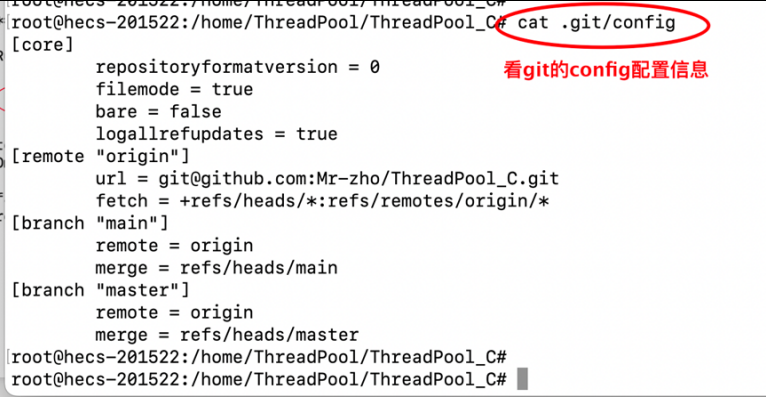 root@hecs-201522:/home/ThreadPool/ThreadPool_C#
root@hecs-201522:/home/ThreadPool/ThreadPool_C# cat .git/config
[core]
repositoryformatversion = 0
看git的config配置信息
filemode = true
bare = false
logallrefupdates = true
[remote "origin"]
url = git@github.com:Mr-zho/ThreadPool_C.git
fetch = +refs/heads/*:refs/remotes/origin/*
[branch "main"]
remote = origin
merge = refs/heads/main
[branch "master"]
remote = origin
merge = refs/heads/master
root@hecs-201522:/home/ThreadPool/ThreadPool_C#
root@hecs-201522:/home/ThreadPool/ThreadPool_C#